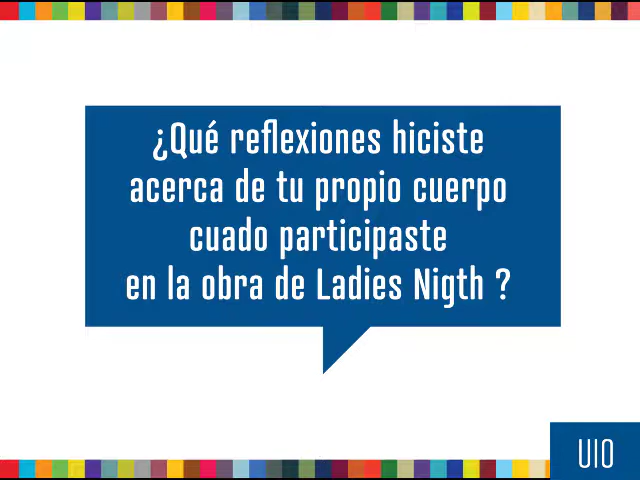 ¿Qué reflexiones hiciste
acerca de tu propio cuerpo
cuado participaste
en la obra de Ladies Nigth ?
UIO